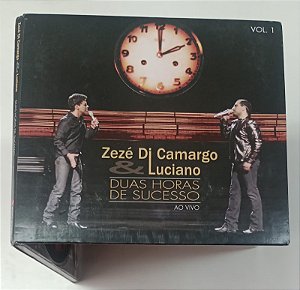 VOL. 1
Zezé Di Camargo
& Luciano
DUAS HORAS
DE SUCESSO
AO VIVO